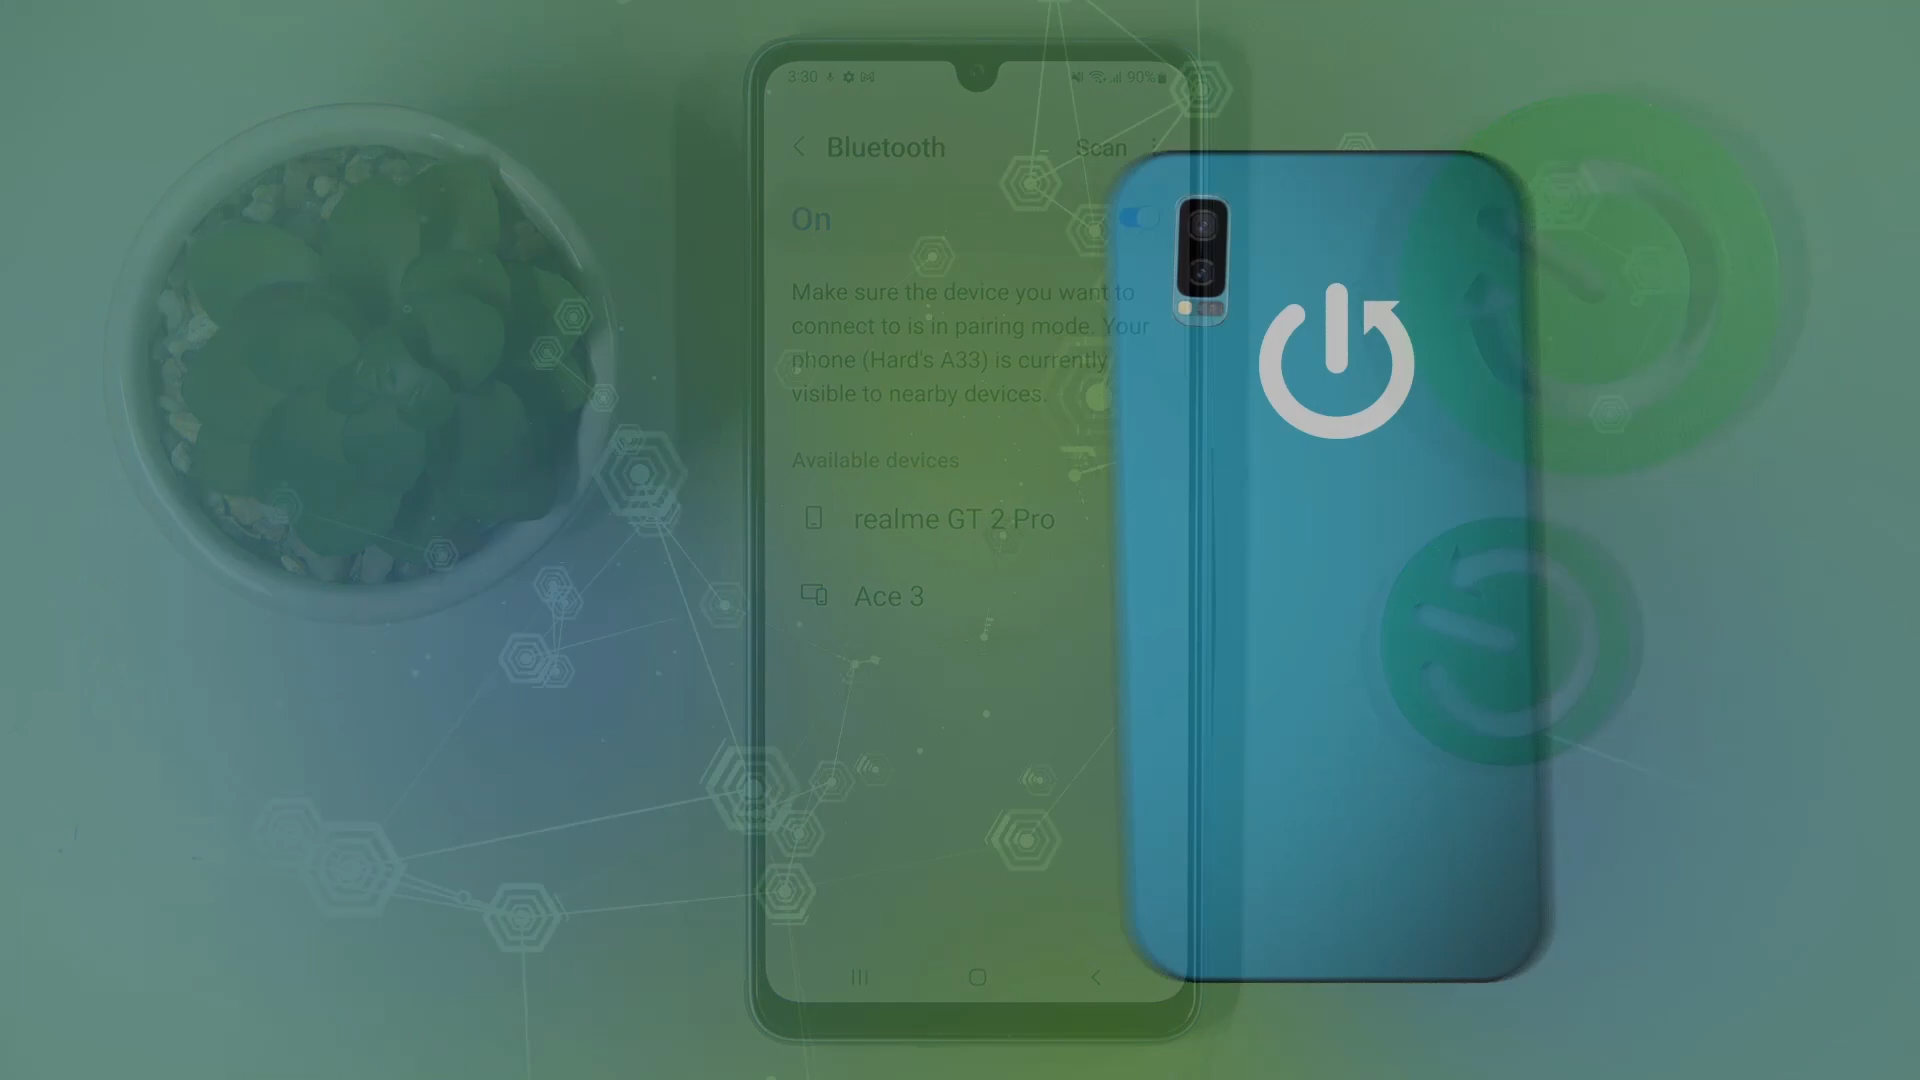 3:30
90%
Bluetooth
Scan
On
Make sure the device you want to
connect to is in pairing mode. Your
phone (Hard's A33) is currently
visible to nearby devices.
Available devices
realme GT 2 Pro
Ace 3